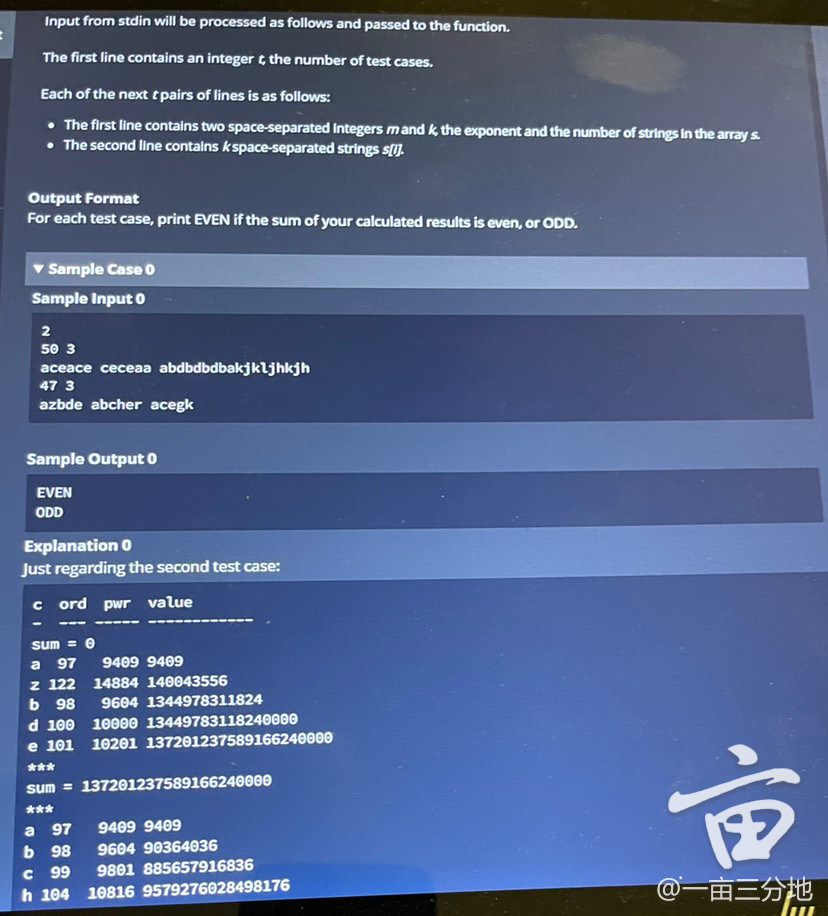 Input from stdin will be processed as follows and passed to the function.
The first line contains an integer t, the number of test cases.
Each of the next t pairs of lines is as follows:
• The first line contains two space-separated integers m and k, the exponent and the number of strings in the array s.
• The second line contains k space-separated strings s[i].
Output Format
For each test case, print EVEN if the sum of your calculated results is even, or ODD.
▼ Sample Case 0
Sample Input 0
2
50 3
aceace ceceaa abdbdbdbakjkljhkjh
47 3
azbde abcher acegk
Sample Output 0
EVEN
ODD
Explanation 0
Just regarding the second test case:
c ord pwr value
- --- ----- ------------
sum = 0
a 97 9409 9409
z 122 14884 140043556
b 98 9604 1344978311824
d 100 10000 13449783118240000
e 101 10201 137201237589166240000
***
sum = 137201237589166240000
***
a 97 9409 9409
b 98 9604 90364036
c 99 9801 885657916836
h 104 10816 9579276028498176
亩
@一亩三分地